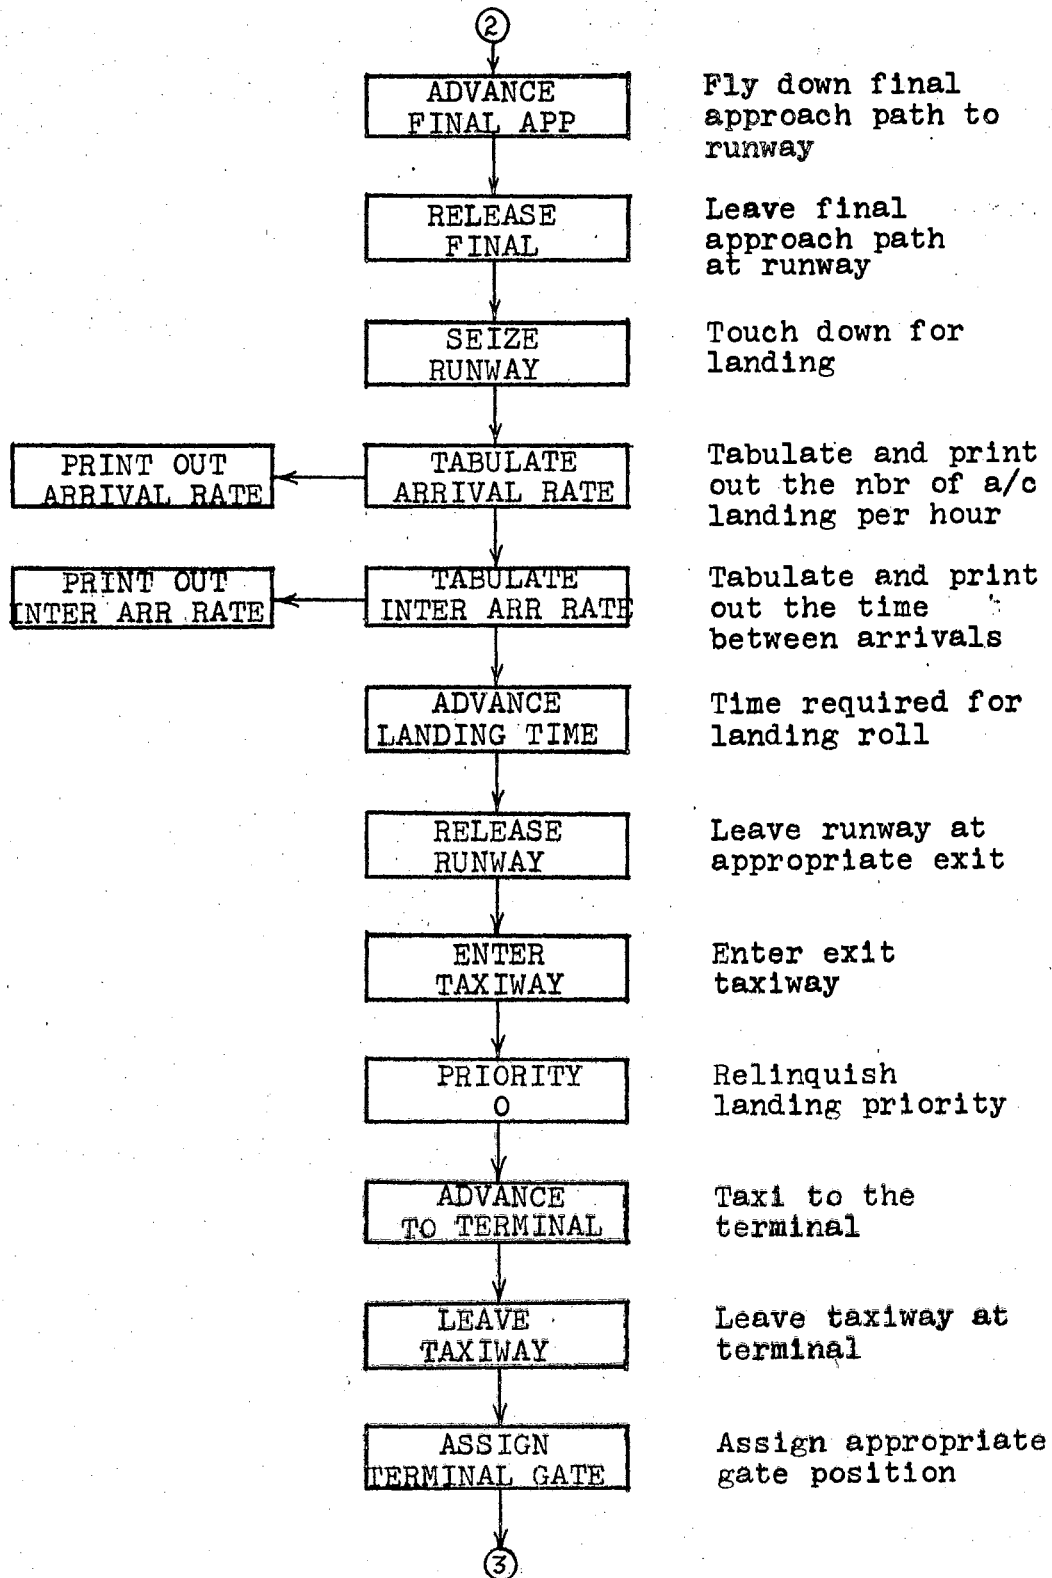 2
ADVANCE
FINAL APP
Fly down final
approach path to
runway
RELEASE
FINAL
Leave final
approach path
at runway
SEIZE
RUNWAY
Touch down for
landing
PRINT OUT
ARRIVAL RATE
TABULATE
ARRIVAL RATE
Tabulate and print
out the nbr of a/c
landing per hour
PRINT OUT
INTER ARR RATE
TABULATE
INTER ARR RATE
Tabulate and print
out the time
between arrivals
ADVANCE
LANDING TIME
Time required for
landing roll
RELEASE
RUNWAY
Leave runway at
appropriate exit
ENTER
TAXIWAY
Enter exit
taxiway
PRIORITY
0
Relinquish
landing priority
ADVANCE
TO TERMINAL
Taxi to the
terminal
LEAVE
TAXIWAY
Leave taxiway at
terminal
ASSIGN
TERMINAL GATE
Assign appropriate
gate position
3